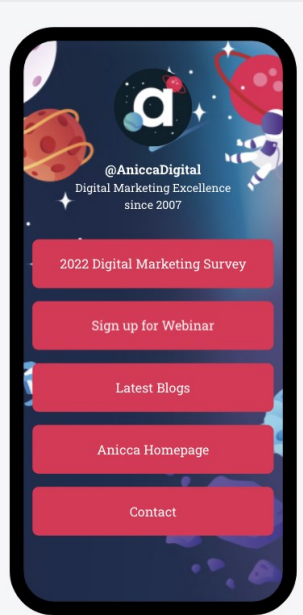 a
@AniccaDigital
Digital Marketing Excellence
since 2007
2022 Digital Marketing Survey
Sign up for Webinar
Latest Blogs
Anicca Homepage
Contact